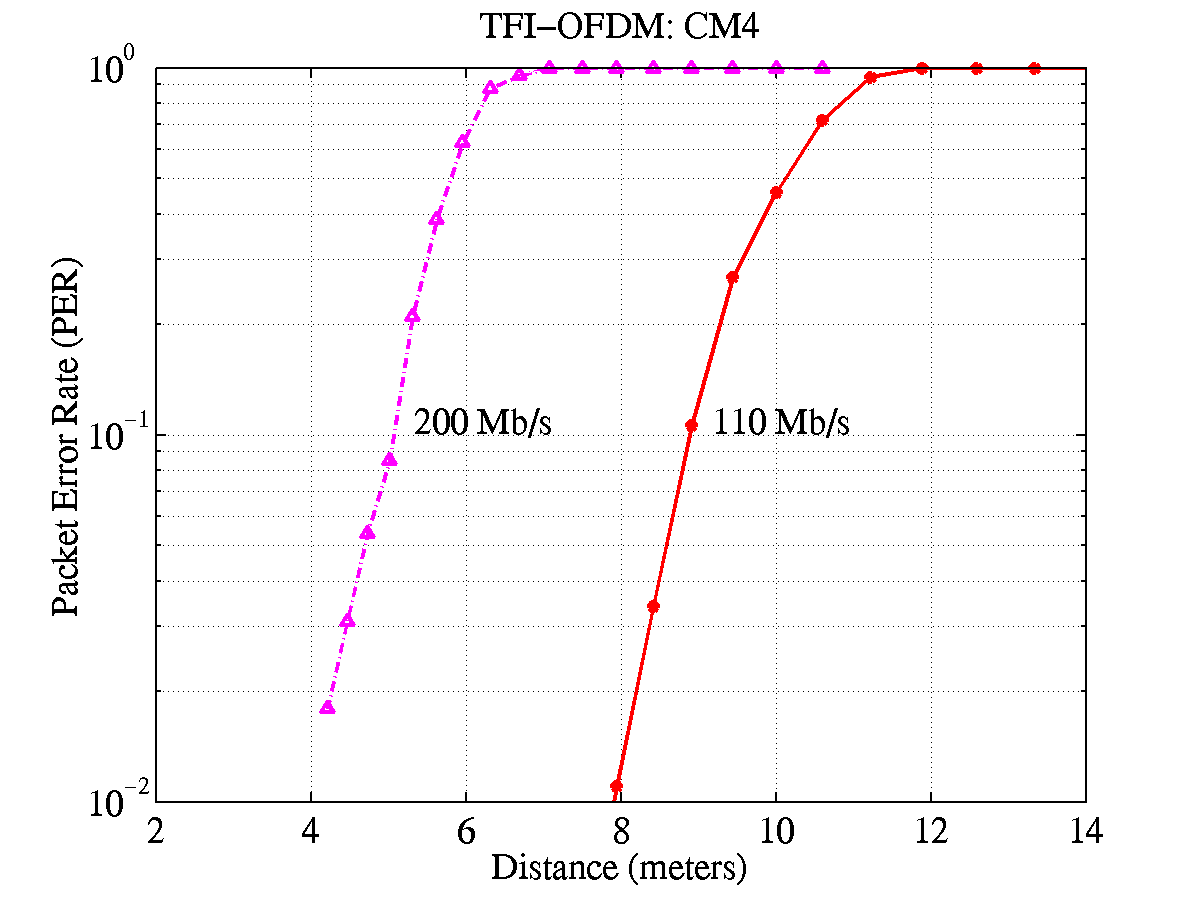 TFI−OFDM: CM4
10^0
10^−1
10^−2
Packet Error Rate (PER)
200 Mb/s
110 Mb/s
2 4 6 8 10 12 14
Distance (meters)